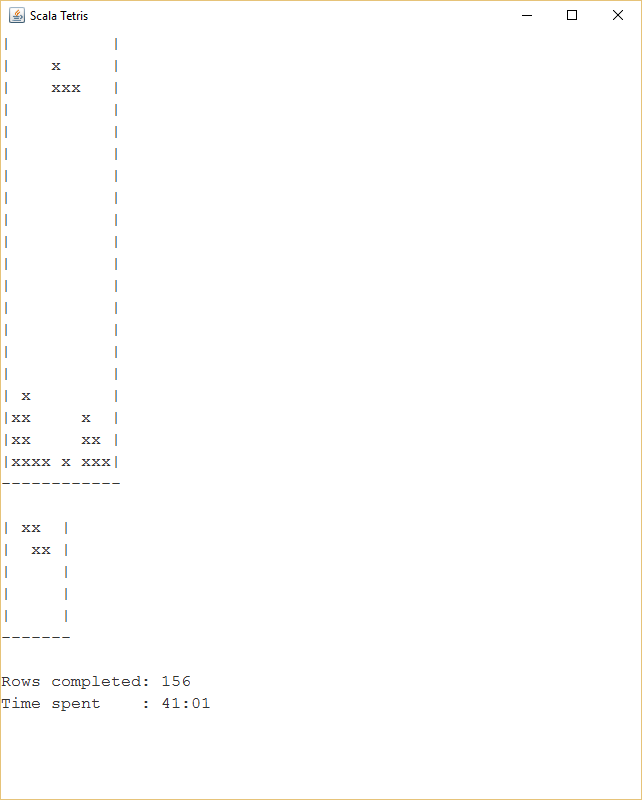 Scala Tetris
|          |
|    x     |
|    xxx   |
|          |
|          |
|          |
|          |
|          |
|          |
|          |
|          |
|          |
|          |
|          |
|          |
|          |
| x        |
|xx     x  |
|xx     xx |
|xxxx x xxx|
------------
| xx  |
|  xx |
|     |
|     |
|     |
-------
Rows completed: 156
Time spent    : 41:01